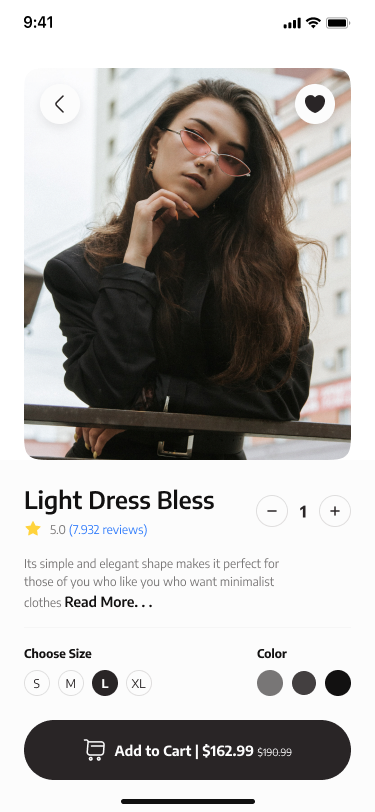 9:41
Light Dress Bless
1
5.0 (7.932 reviews)
Its simple and elegant shape makes it perfect for
those of you who like you who want minimalist
clothes Read More. . .
Choose Size
Color
S
M
L
XL
Add to Cart | $162.99 $190.99